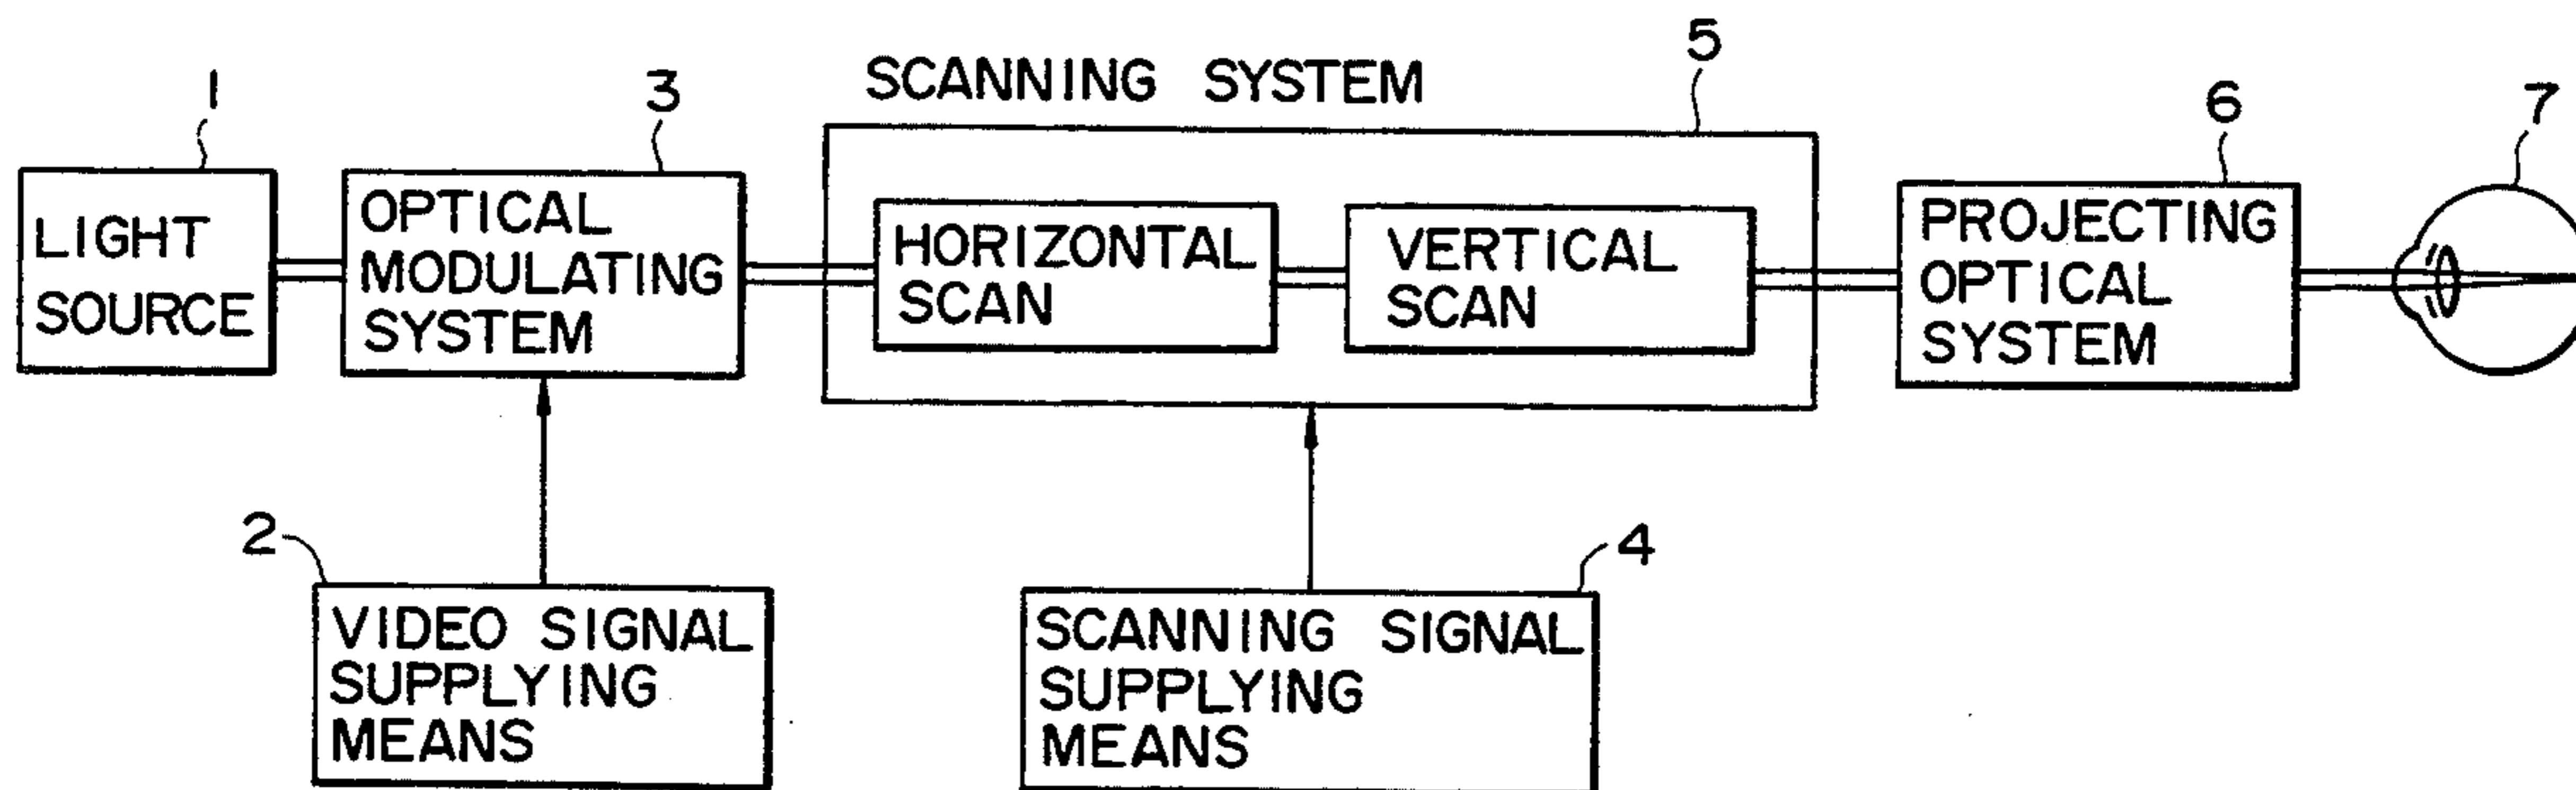 1
LIGHT
SOURCE
3
OPTICAL
MODULATING
SYSTEM
SCANNING SYSTEM
5
HORIZONTAL
SCAN
VERTICAL
SCAN
6
PROJECTING
OPTICAL
SYSTEM
7
2
VIDEO SIGNAL
SUPPLYING
MEANS
4
SCANNING SIGNAL
SUPPLYING
MEANS